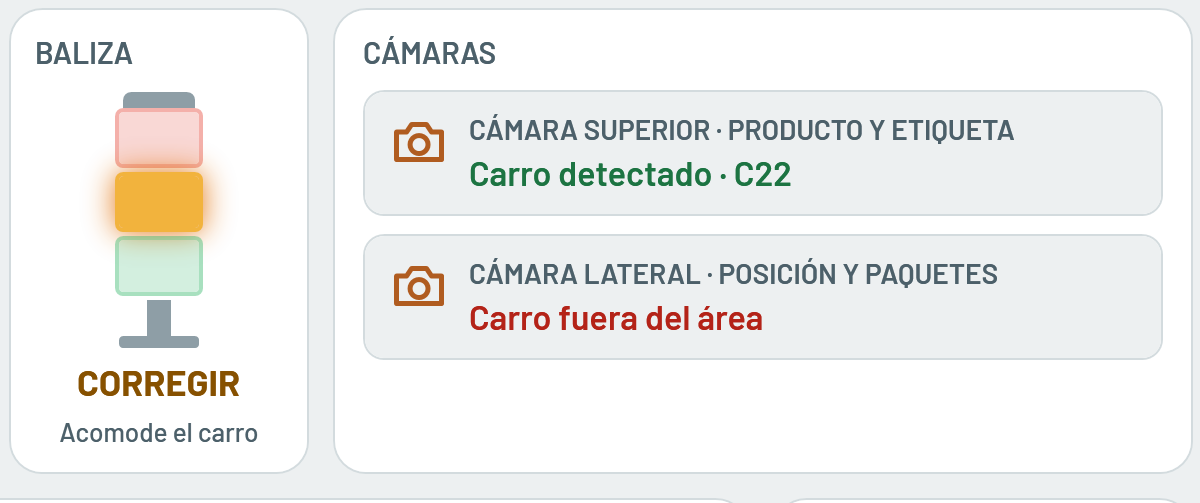 BALIZA
CORREGIR
Acomode el carro
CÁMARAS
CÁMARA SUPERIOR · PRODUCTO Y ETIQUETA
Carro detectado · C22
CÁMARA LATERAL · POSICIÓN Y PAQUETES
Carro fuera del área